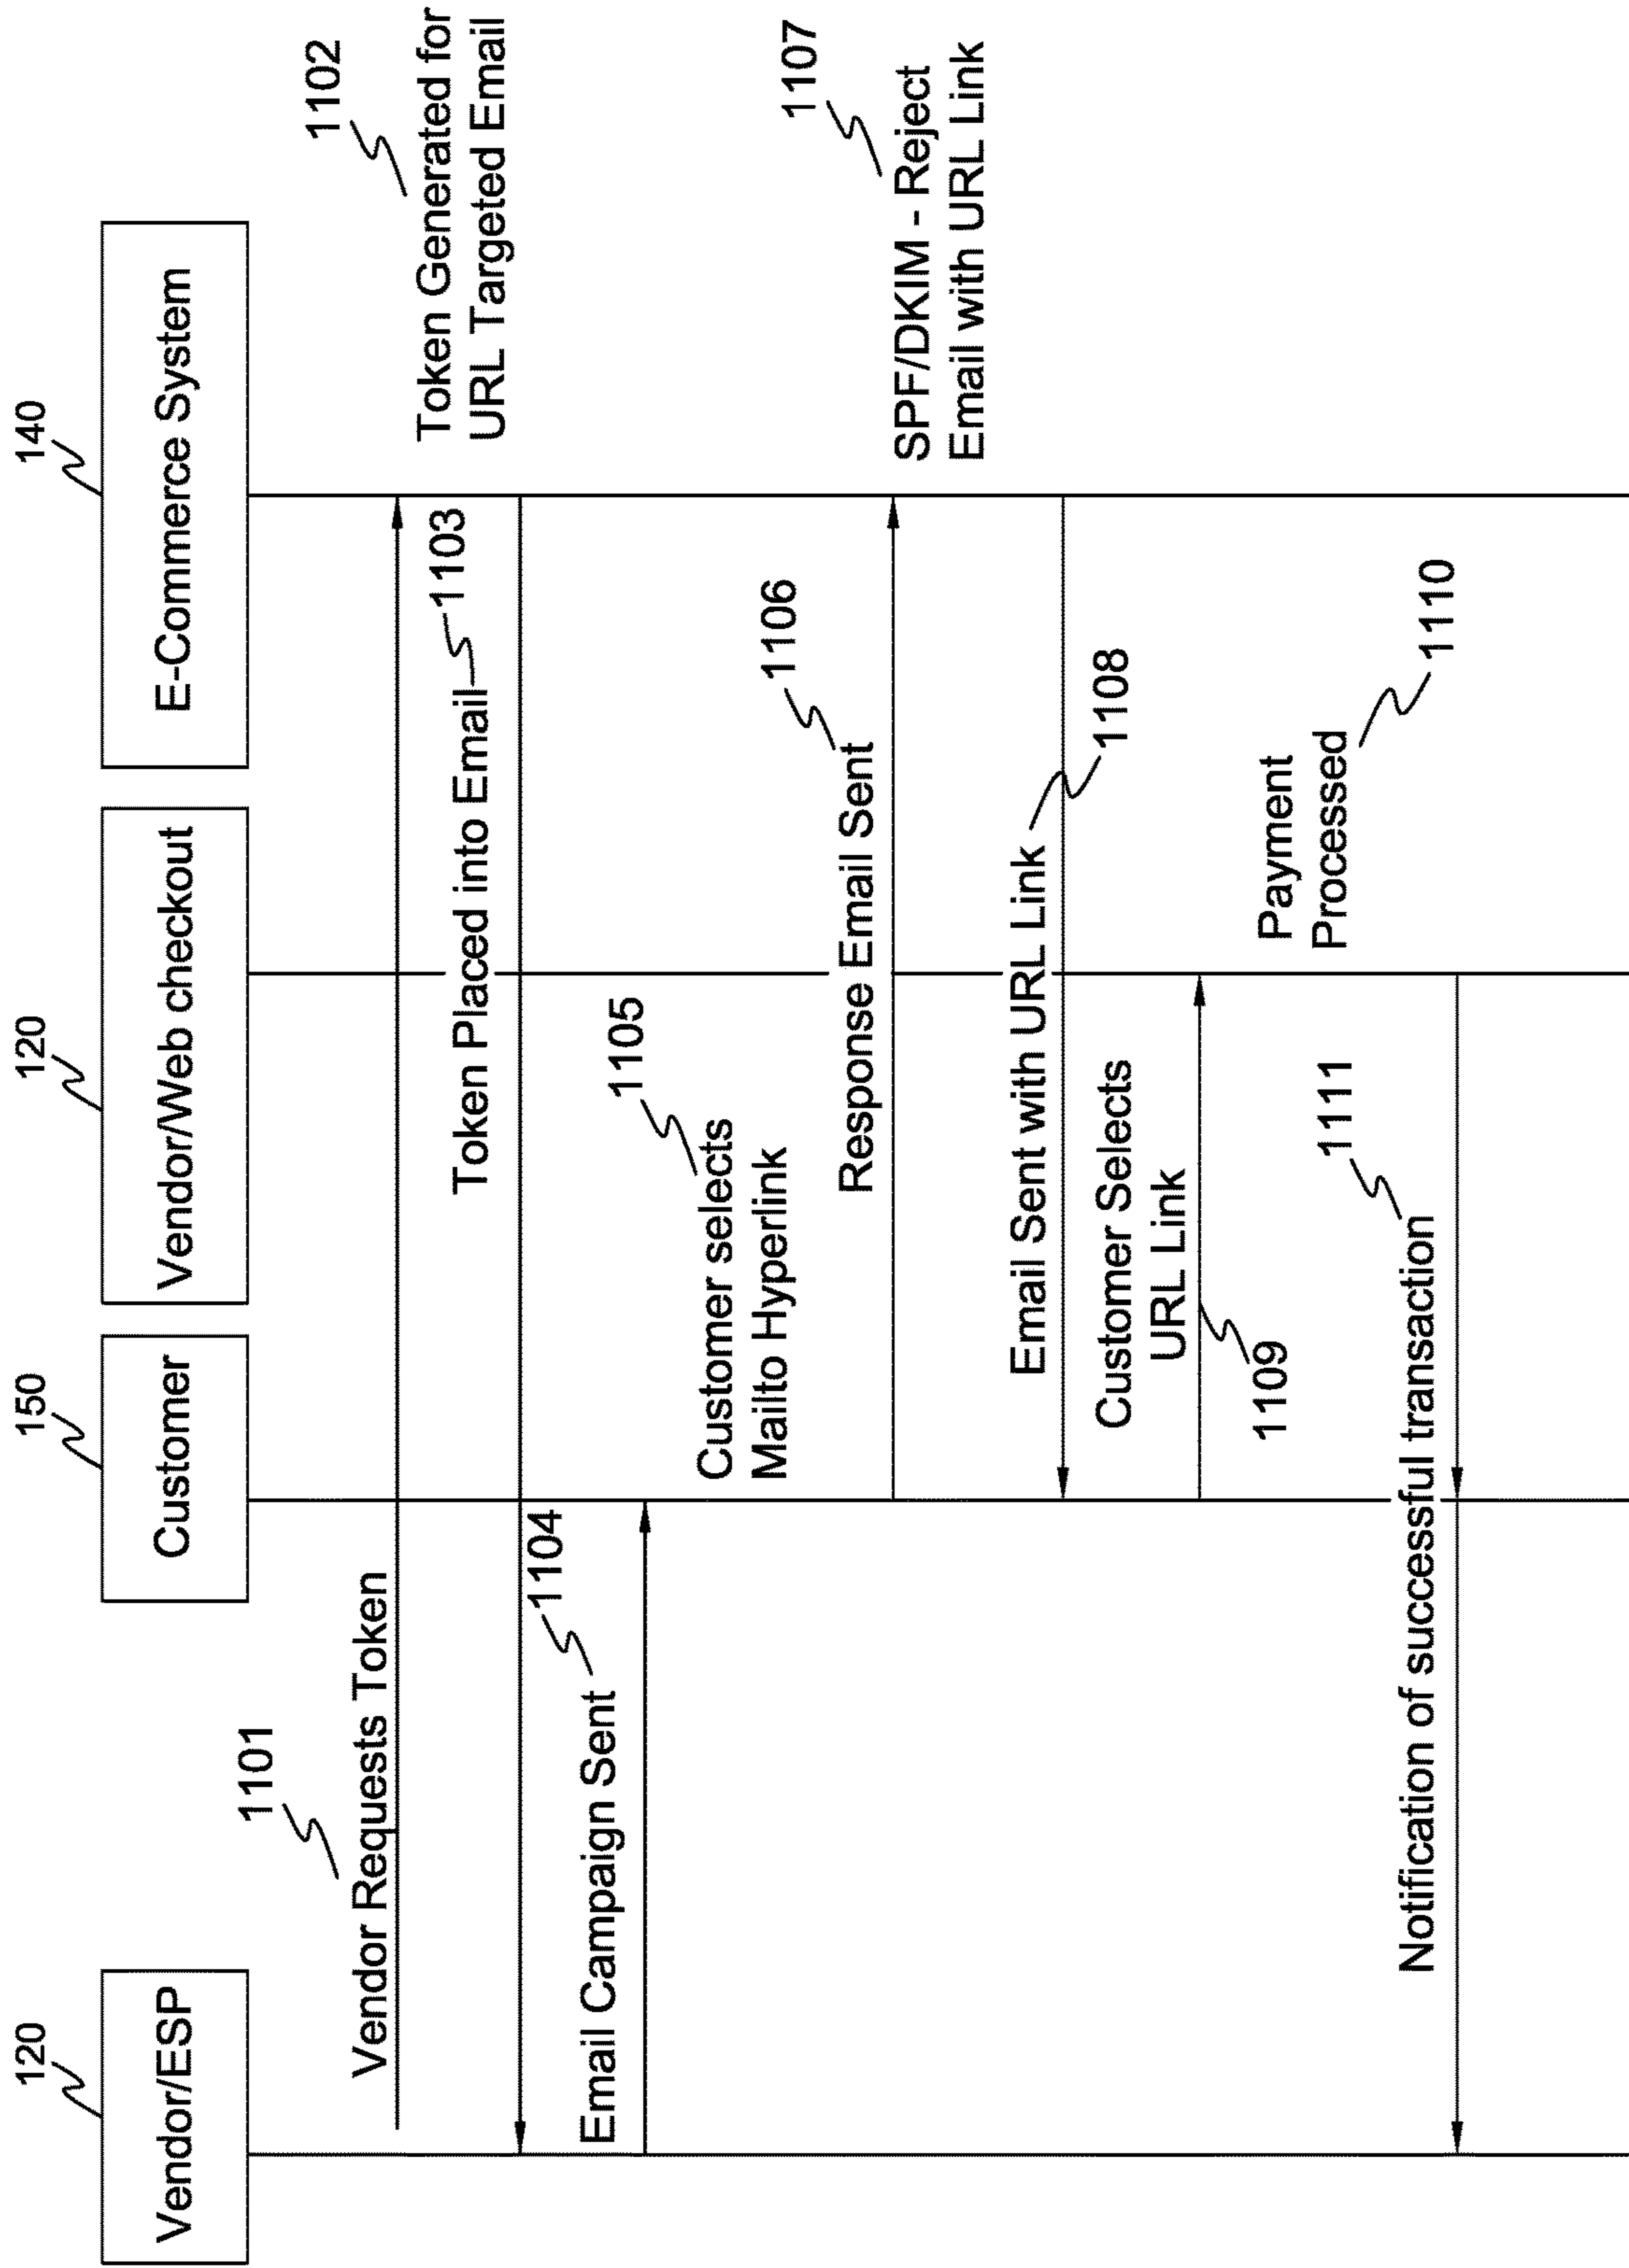 120
150
120
140
Vendor/ESP
Customer
Vendor/Web checkout
E-Commerce System
1101
Vendor Requests Token
1102
Token Generated for
URL Targeted Email
Token Placed into Email
1103
1104
Email Campaign Sent
1105
Customer selects
Mailto Hyperlink
1106
Response Email Sent
1107
SPF/DKIM - Reject
Email with URL Link
Email Sent with URL Link
1108
Customer Selects
URL Link
1109
Payment
Processed
1110
1111
Notification of successful transaction